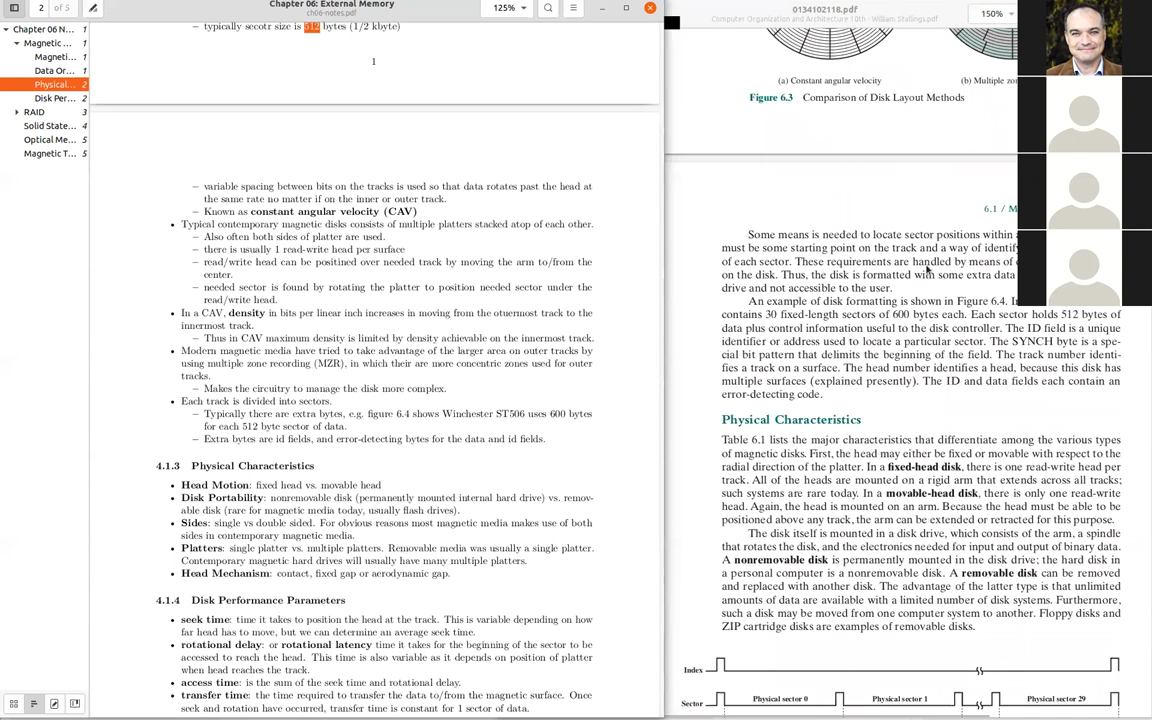 Chapter 06: External Memory
ch06-notes.pdf
125%
2 of 5
Chapter 06 N... 1
Magnetic ... 1
Magneti... 1
Data Or... 1
Physical... 2
Disk Per... 2
RAID 3
Solid State... 4
Optical Me... 5
Magnetic T... 5
– typically secotr size is 512 bytes (1/2 kbyte)
1
– variable spacing between bits on the tracks is used so that data rotates past the head at
the same rate no matter if on the inner or outer track.
– Known as constant angular velocity (CAV)
• Typical contemporary magnetic disks consists of multiple platters stacked atop of each other.
– Also often both sides of platter are used.
– there is usually 1 read-write head per surface
– read/write head can be positined over needed track by moving the arm to/from the
center.
– needed sector is found by rotating the platter to position needed sector under the
read/write head.
• In a CAV, density in bits per linear inch increases in moving from the otuermost track to the
innermost track.
– Thus in CAV maximum density is limited by density achievable on the innermost track.
• Modern magnetic media have tried to take advantage of the larger area on outer tracks by
using multiple zone recording (MZR), in which their are more concentric zones used for outer
tracks.
– Makes the circuitry to manage the disk more complex.
• Each track is divided into sectors.
– Typically there are extra bytes, e.g. figure 6.4 shows Winchester ST506 uses 600 bytes
for each 512 byte sector of data.
– Extra bytes are id fields, and error-detecting bytes for the data and id fields.
4.1.3 Physical Characteristics
• Head Motion: fixed head vs. movable head
• Disk Portability: nonremovable disk (permanently mounted internal hard drive) vs. remov-
able disk (rare for magnetic media today, usually flash drives).
• Sides: single vs double sided. For obvious reasons most magnetic media makes use of both
sides in contemporary magnetic media.
• Platters: single platter vs. multiple platters. Removable media was usually a single platter.
Contemporary magnetic hard drives will usually have many multiple platters.
• Head Mechanism: contact, fixed gap or aerodynamic gap.
4.1.4 Disk Performance Parameters
• seek time: time it takes to position the head at the track. This is variable depending on how
far head has to move, but we can determine an average seek time.
• rotational delay: or rotational latency time it takes for the beginning of the sector to be
accessed to reach the head. This time is also variable as it depends on position of platter
when head reaches the track.
• access time: is the sum of the seek time and rotational delay.
• transfer time: the time required to transfer the data to/from the magnetic surface. Once
seek and rotation have occurred, transfer time is constant for 1 sector of data.
0134102118.pdf
Computer Organization and Architecture 10th - William Stallings.pdf
150%
(a) Constant angular velocity
(b) Multiple zon
Figure 6.3 Comparison of Disk Layout Methods
6.1 / M
Some means is needed to locate sector positions within a
must be some starting point on the track and a way of identify
of each sector. These requirements are handled by means of c
on the disk. Thus, the disk is formatted with some extra data
drive and not accessible to the user.
An example of disk formatting is shown in Figure 6.4. In
contains 30 fixed-length sectors of 600 bytes each. Each sector holds 512 bytes of
data plus control information useful to the disk controller. The ID field is a unique
identifier or address used to locate a particular sector. The SYNCH byte is a spe-
cial bit pattern that delimits the beginning of the field. The track number identi-
fies a track on a surface. The head number identifies a head, because this disk has
multiple surfaces (explained presently). The ID and data fields each contain an
error-detecting code.
Physical Characteristics
Table 6.1 lists the major characteristics that differentiate among the various types
of magnetic disks. First, the head may either be fixed or movable with respect to the
radial direction of the platter. In a fixed-head disk, there is one read-write head per
track. All of the heads are mounted on a rigid arm that extends across all tracks;
such systems are rare today. In a movable-head disk, there is only one read-write
head. Again, the head is mounted on an arm. Because the head must be able to be
positioned above any track, the arm can be extended or retracted for this purpose.
The disk itself is mounted in a disk drive, which consists of the arm, a spindle
that rotates the disk, and the electronics needed for input and output of binary data.
A nonremovable disk is permanently mounted in the disk drive; the hard disk in
a personal computer is a nonremovable disk. A removable disk can be removed
and replaced with another disk. The advantage of the latter type is that unlimited
amounts of data are available with a limited number of disk systems. Furthermore,
such a disk may be moved from one computer system to another. Floppy disks and
ZIP cartridge disks are examples of removable disks.
Index
Sector
Physical sector 0
Physical sector 1
Physical sector 29